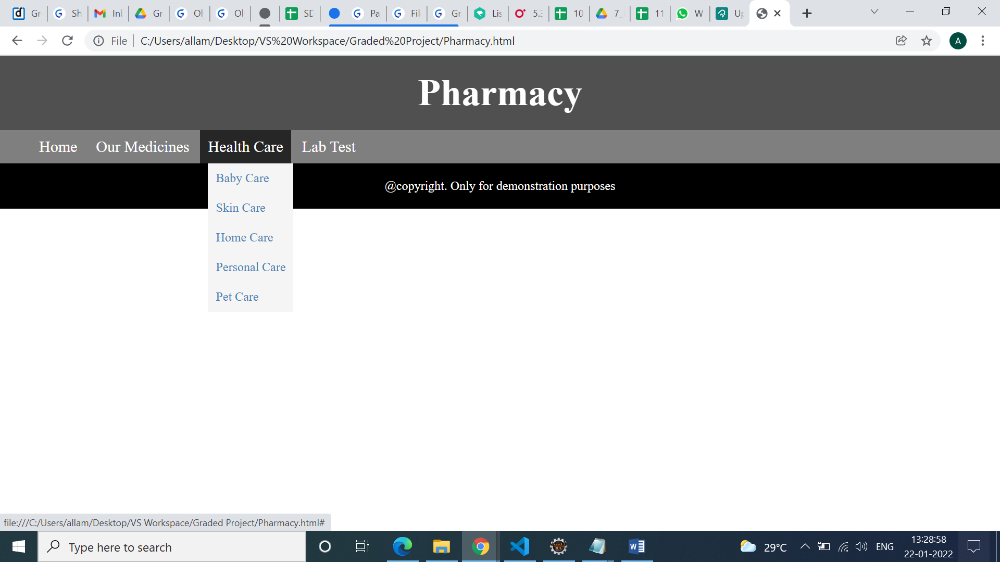 Gr Sh Inl Gr Ol Ol SD Pa Fil Gr Lis 5.3 10 7_ 11 W Up
File C:/Users/allam/Desktop/VS%20Workspace/Graded%20Project/Pharmacy.html A
Pharmacy
Home Our Medicines Health Care Lab Test
Baby Care
@copyright. Only for demonstration purposes
Skin Care
Home Care
Personal Care
Pet Care
file:///C:/Users/allam/Desktop/VS Workspace/Graded Project/Pharmacy.html#
Type here to search
29°C
ENG
13:28:58
22-01-2022